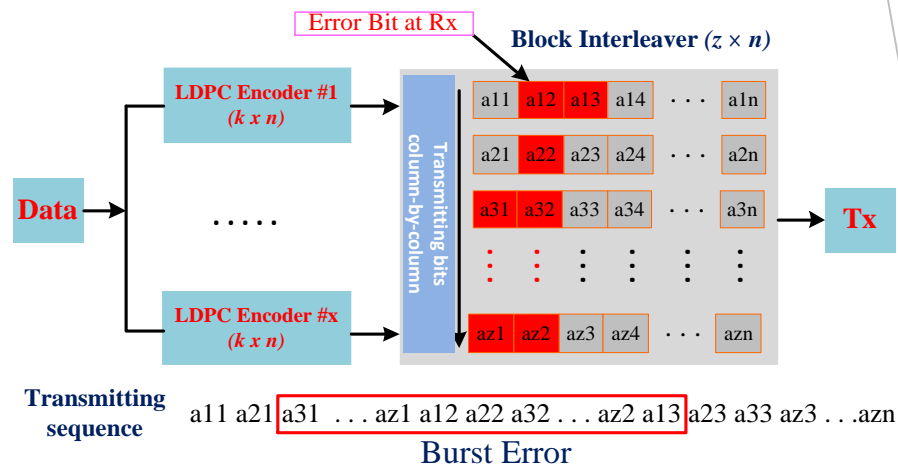 Error Bit at Rx
Block Interleaver (z × n)
LDPC Encoder #1
(k x n)
Data
. . . . .
LDPC Encoder #x
(k x n)
Transmitting bits
column-by-column
a11 a12 a13 a14 . . . a1n
a21 a22 a23 a24 . . . a2n
a31 a32 a33 a34 . . . a3n
az1 az2 az3 az4 . . . azn
Tx
Transmitting
sequence
a11 a21 a31 . . . az1 a12 a22 a32 . . . az2 a13 a23 a33 az3 . . .azn
Burst Error